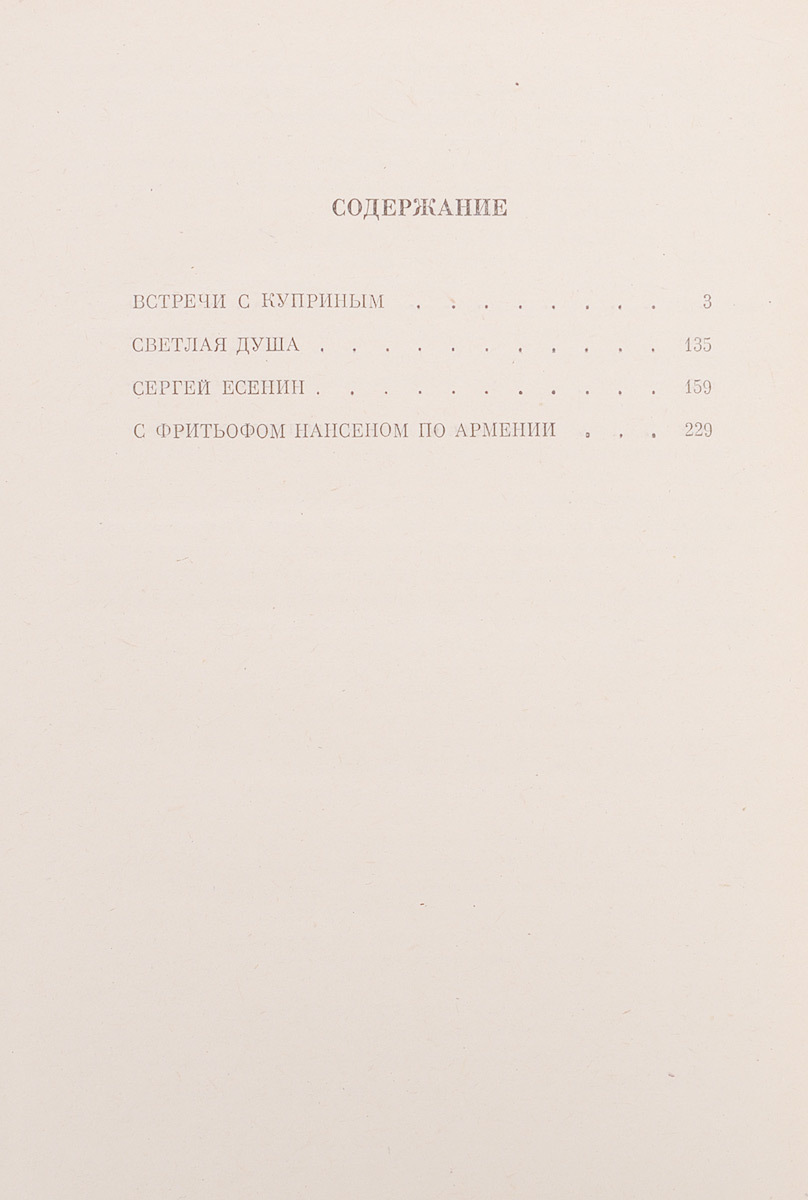 СОДЕРЖАНИЕ
ВСТРЕЧИ С КУПРИНЫМ . . . . . . . . 3
СВЕТЛАЯ ДУША . . . . . . . . . . . 135
СЕРГЕЙ ЕСЕНИН . . . . . . . . . . . 159
С ФРИТЬОФОМ НАНСЕНОМ ПО АРМЕНИИ . . . 229